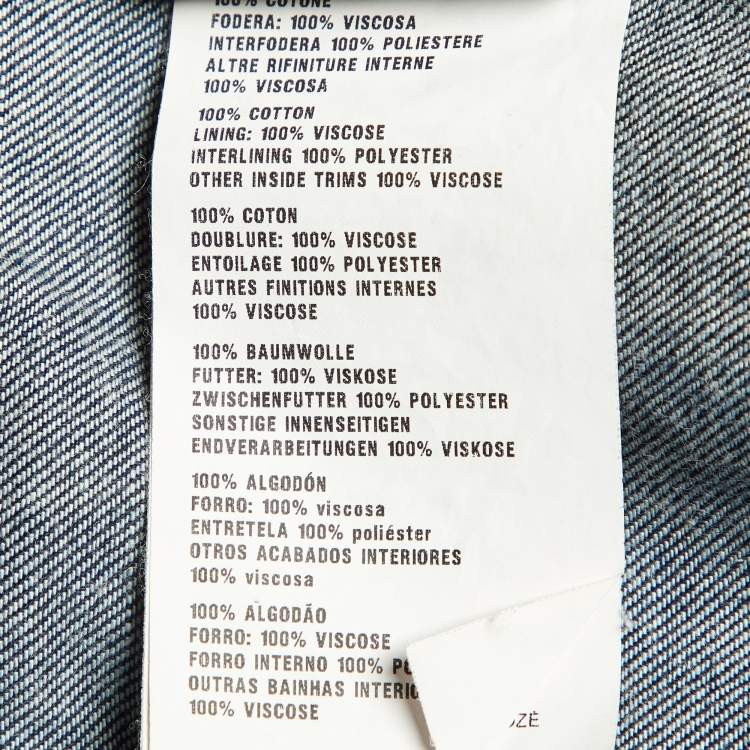 100% COTONE
FODERA: 100% VISCOSA
INTERFODERA 100% POLIESTERE
ALTRE RIFINITURE INTERNE
100% VISCOSA
100% COTTON
LINING: 100% VISCOSE
INTERLINING 100% POLYESTER
OTHER INSIDE TRIMS 100% VISCOSE
100% COTON
DOUBLURE: 100% VISCOSE
ENTOILAGE 100% POLYESTER
AUTRES FINITIONS INTERNES
100% VISCOSE
100% BAUMWOLLE
FUTTER: 100% VISKOSE
ZWISCHENFUTTER 100% POLYESTER
SONSTIGE INNENSEITIGEN
ENDVERARBEITUNGEN 100% VISKOSE
100% ALGODÓN
FORRO: 100% viscosa
ENTRETELA 100% poliéster
OTROS ACABADOS INTERIORES
100% viscosa
100% ALGODÃO
FORRO: 100% VISCOSE
FORRO INTERNO 100%
OUTRAS BAINHAS
100% VISCOSE